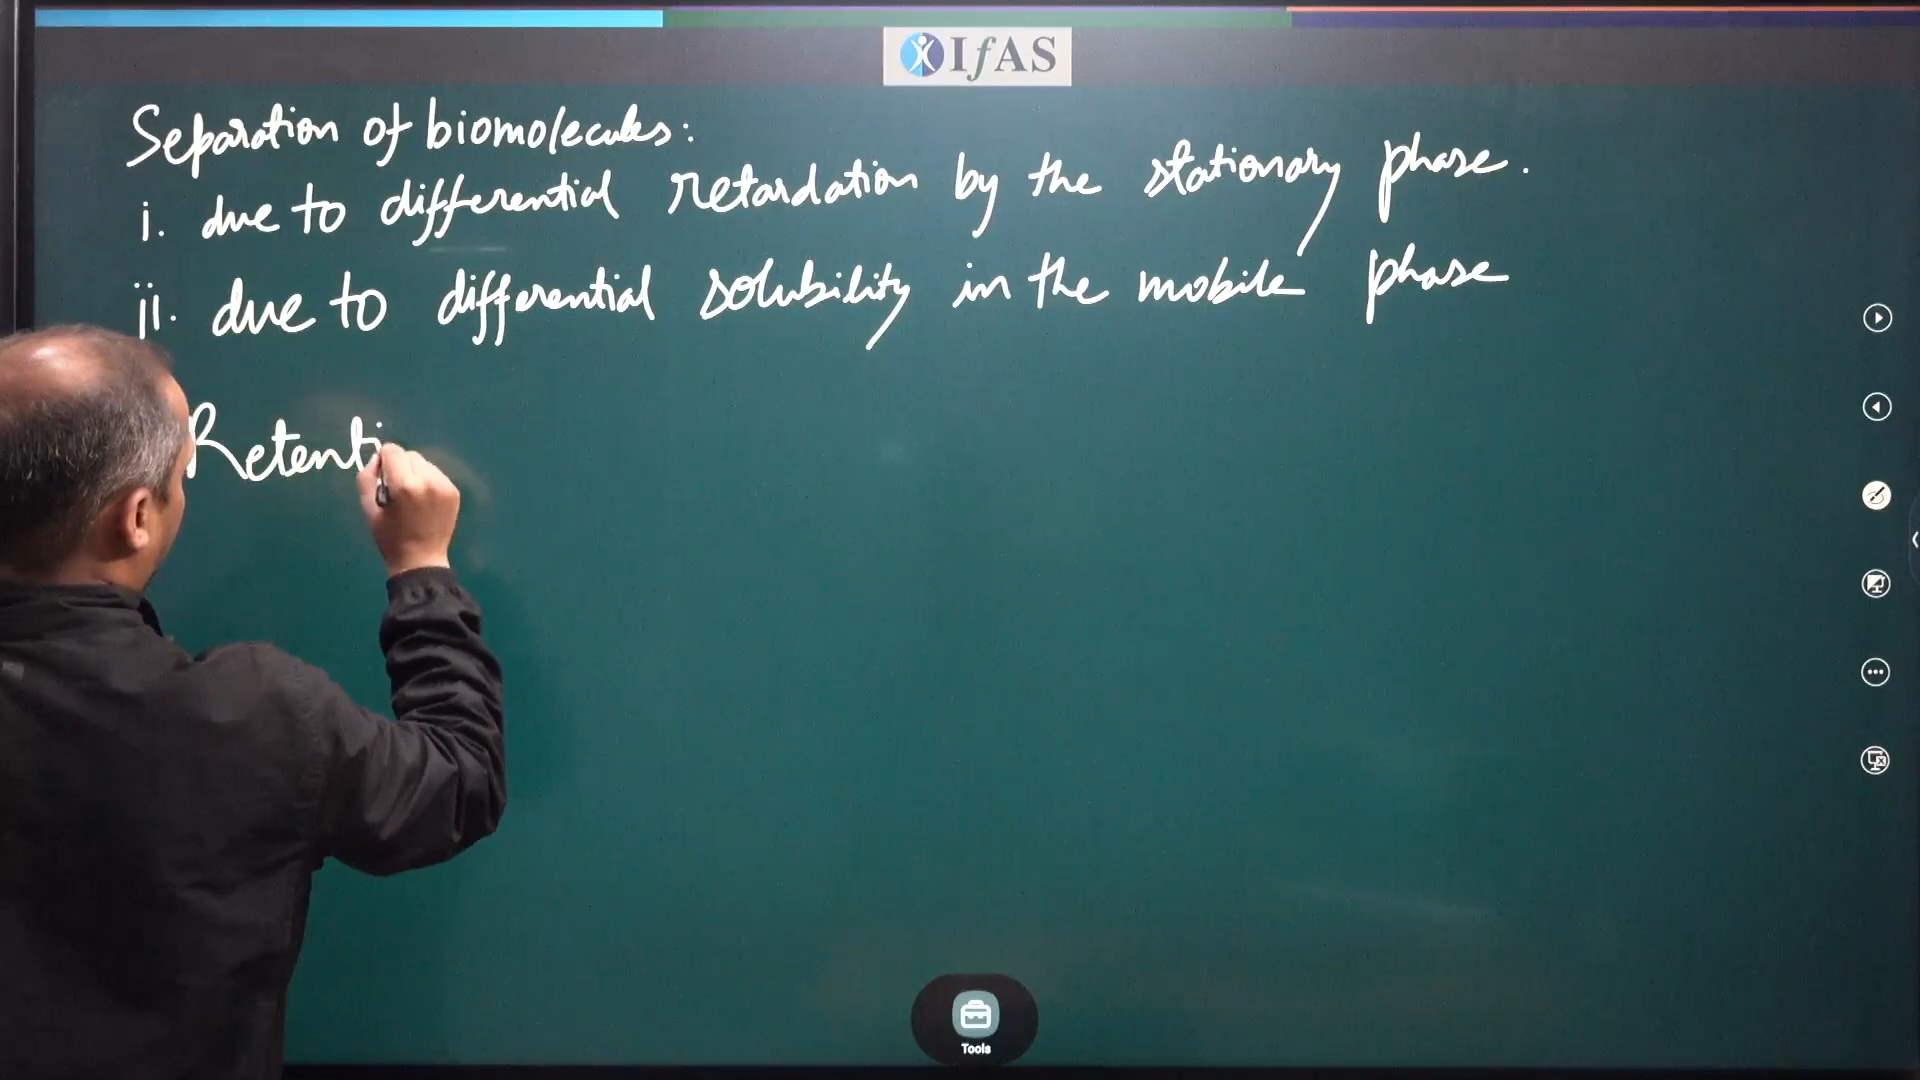 IfAS
Separation of biomolecules:
i. due to differential retardation by the stationary phase.
ii. due to differential solubility in the mobile phase
Retenti
Tools